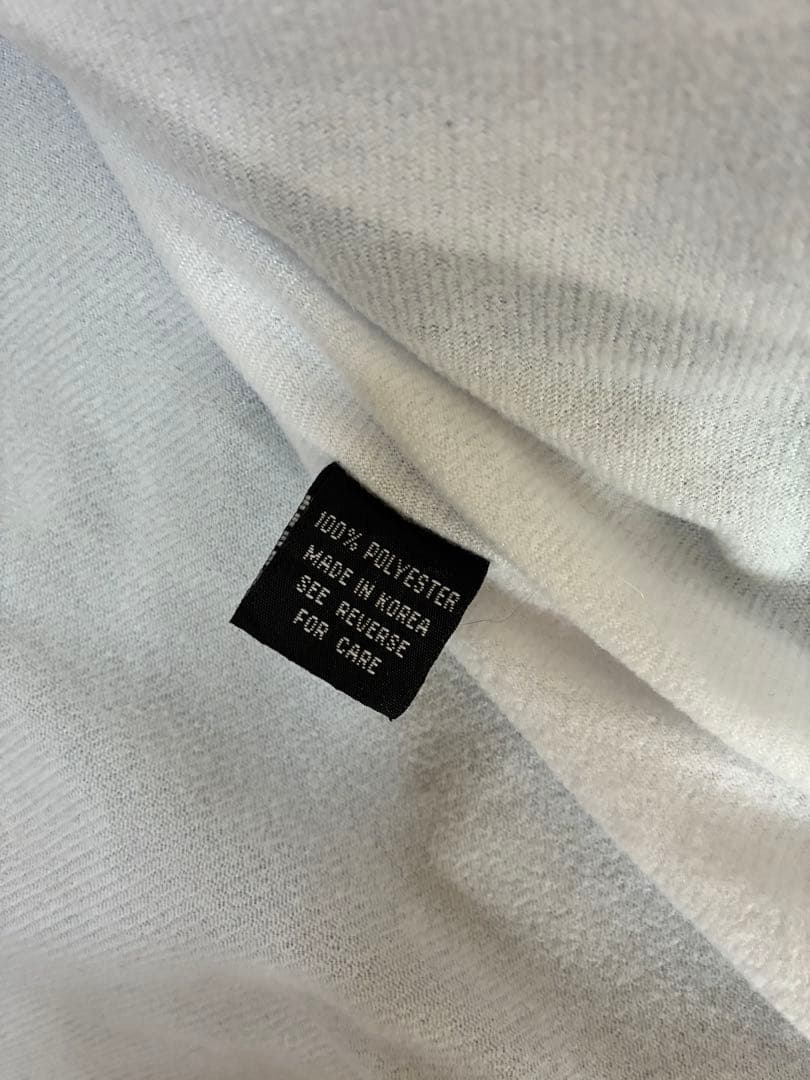 100% POLYESTER
MADE IN KOREA
SEE REVERSE
FOR CARE